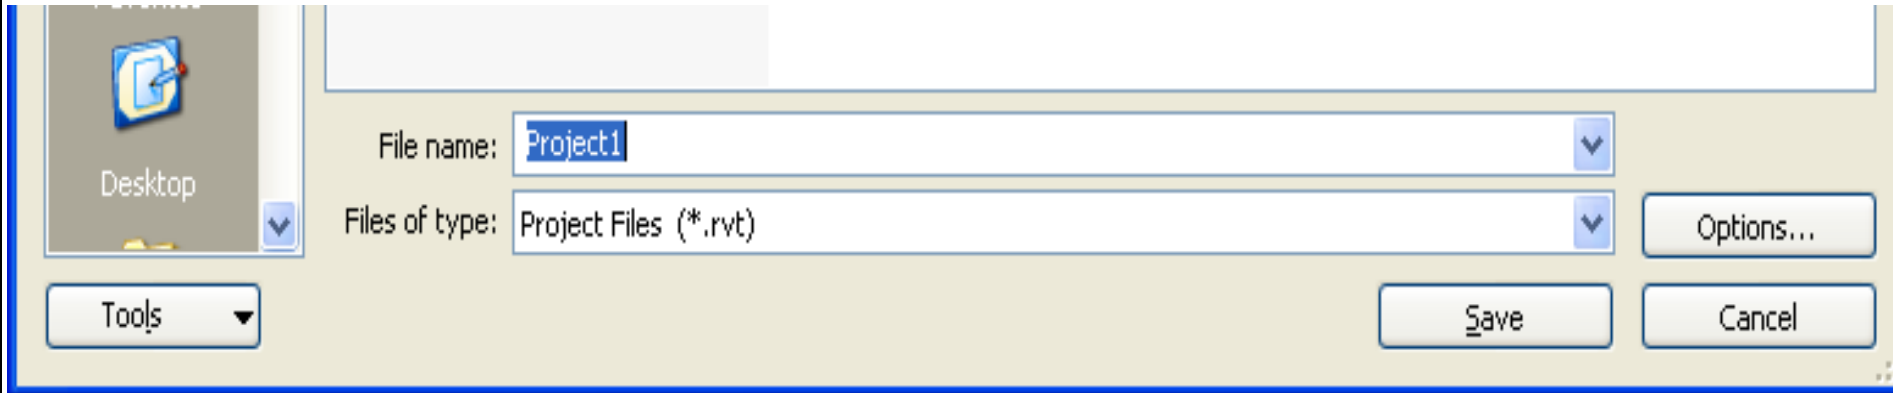 Desktop
File name: Project1
Files of type: Project Files (*.rvt)
Options...
Tools
Save
Cancel